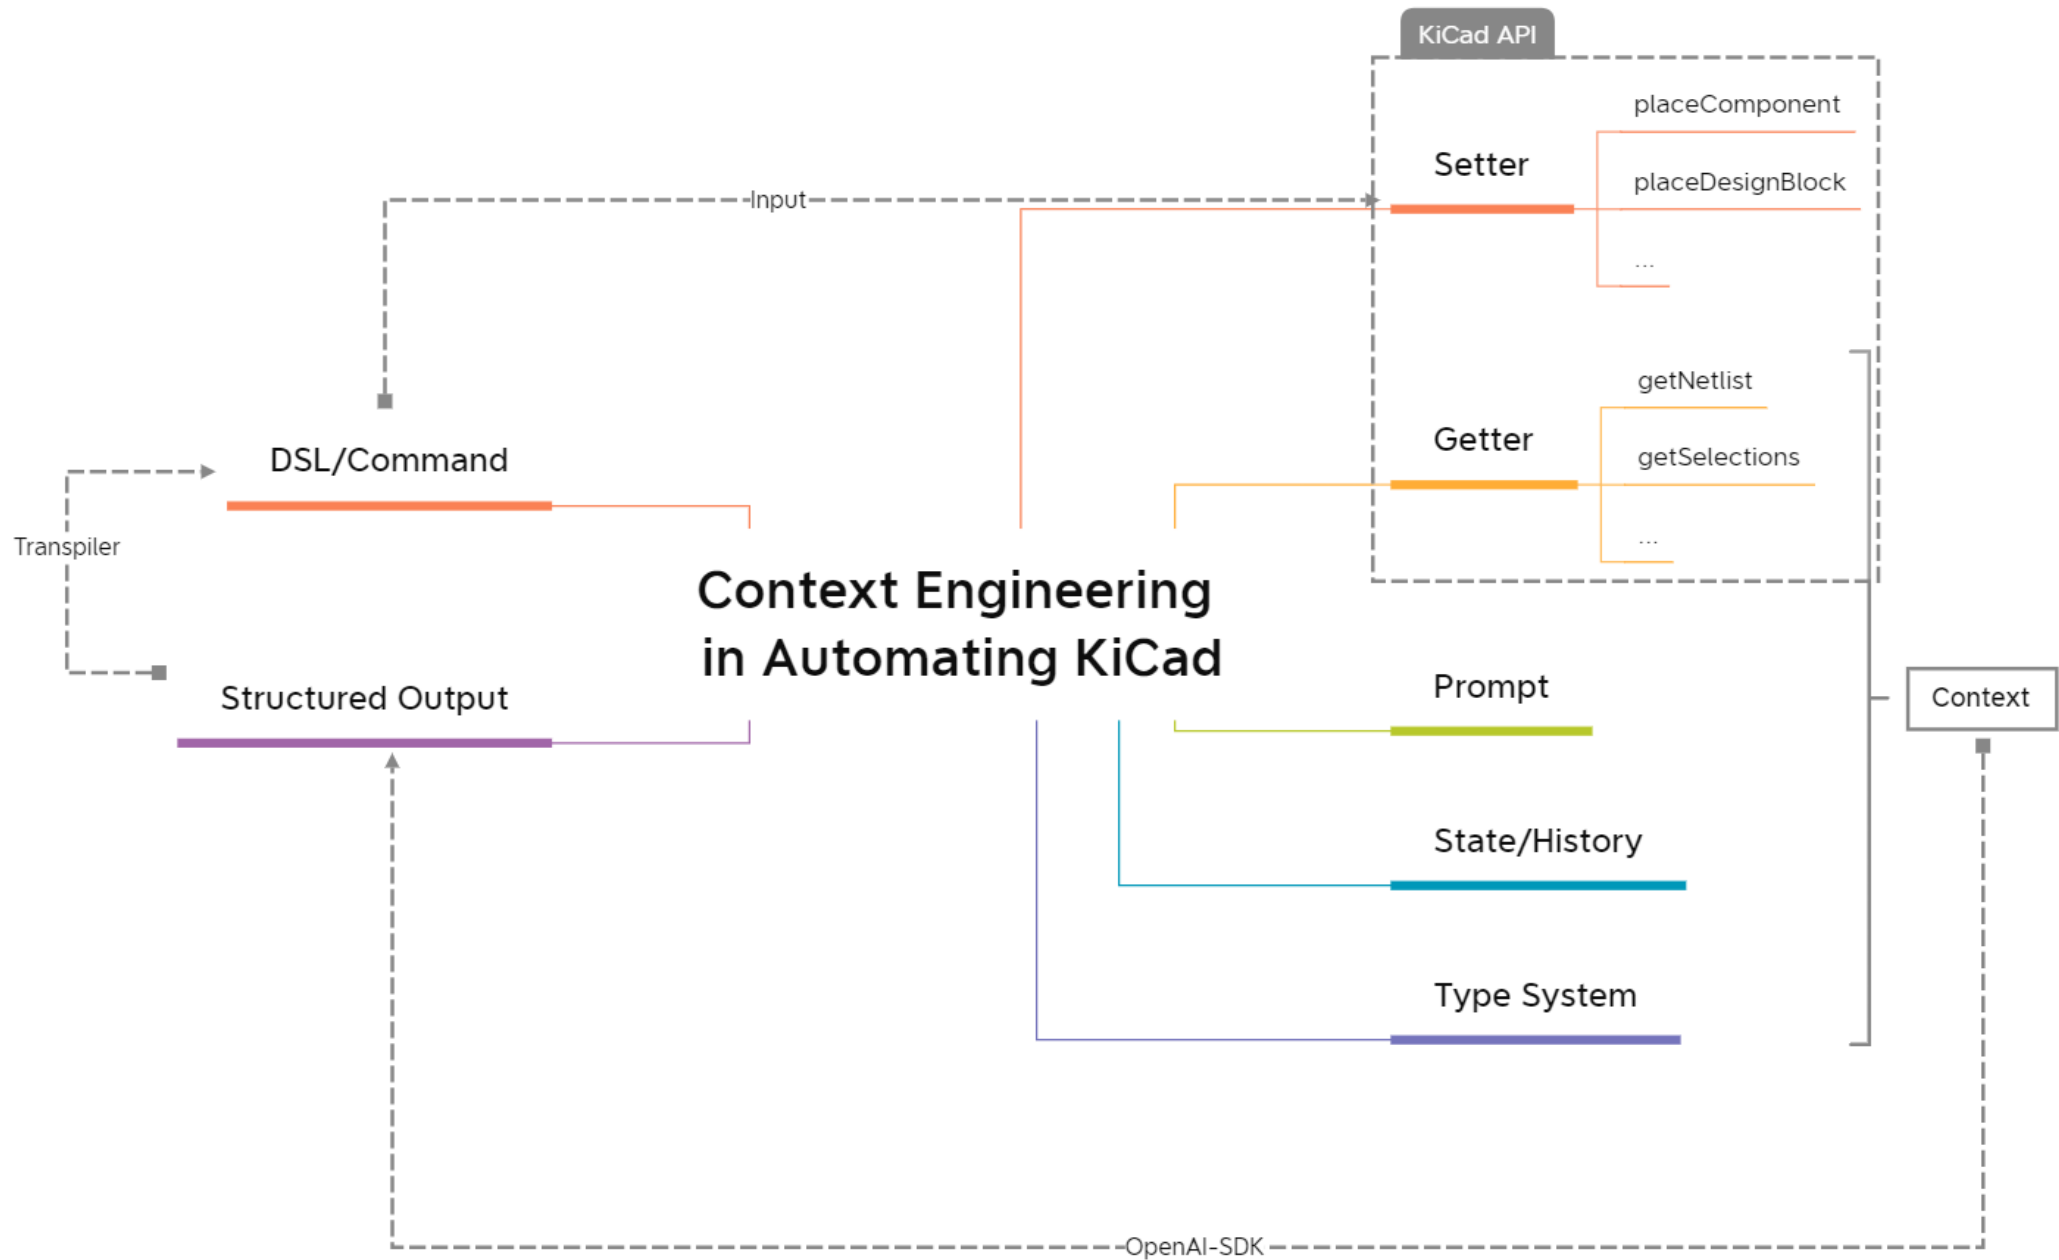 KiCad API
placeComponent
Setter
placeDesignBlock
Input
...
getNetlist
Getter
DSL/Command
getSelections
...
Transpiler
Context Engineering
in Automating KiCad
Prompt
Structured Output
Context
State/History
Type System
OpenAI-SDK